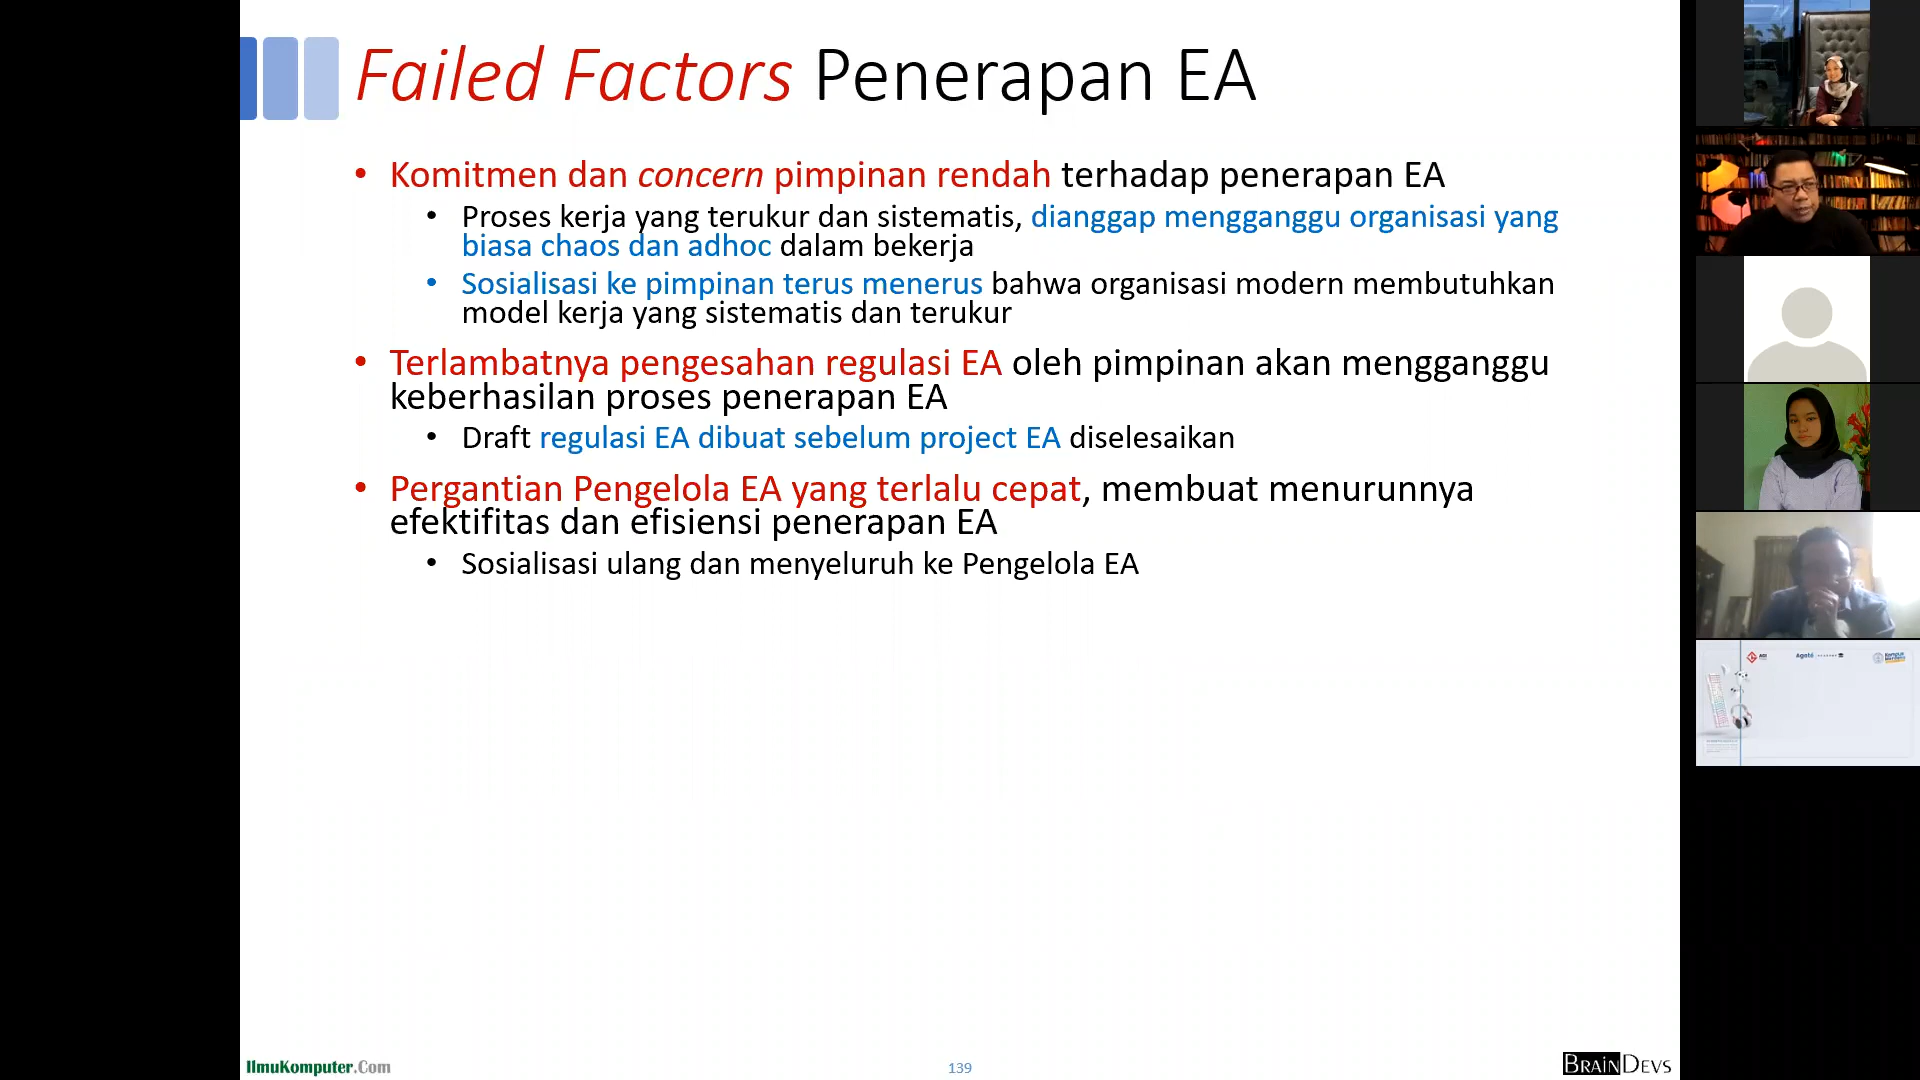 Failed Factors Penerapan EA
• Komitmen dan concern pimpinan rendah terhadap penerapan EA
• Proses kerja yang terukur dan sistematis, dianggap mengganggu organisasi yang
biasa chaos dan adhoc dalam bekerja
• Sosialisasi ke pimpinan terus menerus bahwa organisasi modern membutuhkan
model kerja yang sistematis dan terukur
• Terlambatnya pengesahan regulasi EA oleh pimpinan akan mengganggu
keberhasilan proses penerapan EA
• Draft regulasi EA dibuat sebelum project EA diselesaikan
• Pergantian Pengelola EA yang terlalu cepat, membuat menurunnya
efektifitas dan efisiensi penerapan EA
• Sosialisasi ulang dan menyeluruh ke Pengelola EA
IlmuKomputer.Com
139
BRAINDEVS
AGI
Agate